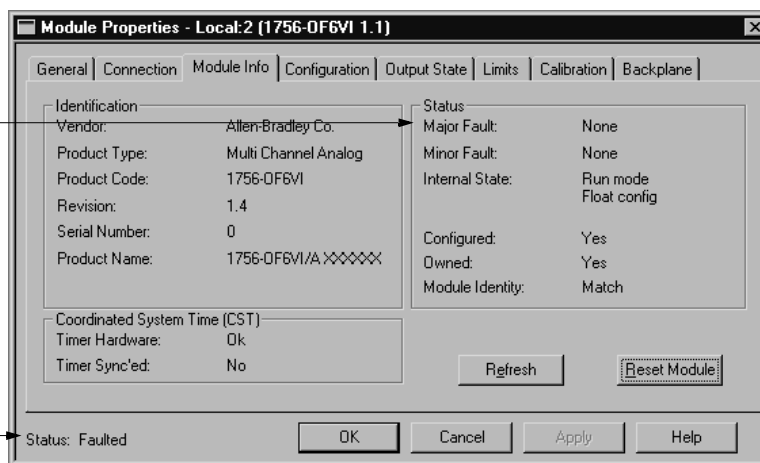 Module Properties - Local:2 (1756-OF6VI 1.1)
General Connection Module Info Configuration Output State Limits Calibration Backplane
Identification
Vendor: Allen-Bradley Co.
Product Type: Multi Channel Analog
Product Code: 1756-OF6VI
Revision: 1.4
Serial Number: 0
Product Name: 1756-OF6VI/A XXXXXX
Status
Major Fault: None
Minor Fault: None
Internal State: Run mode
Float config
Configured: Yes
Owned: Yes
Module Identity: Match
Coordinated System Time (CST)
Timer Hardware: Ok
Timer Sync'ed: No
Refresh Reset Module
Status: Faulted
OK Cancel Apply Help